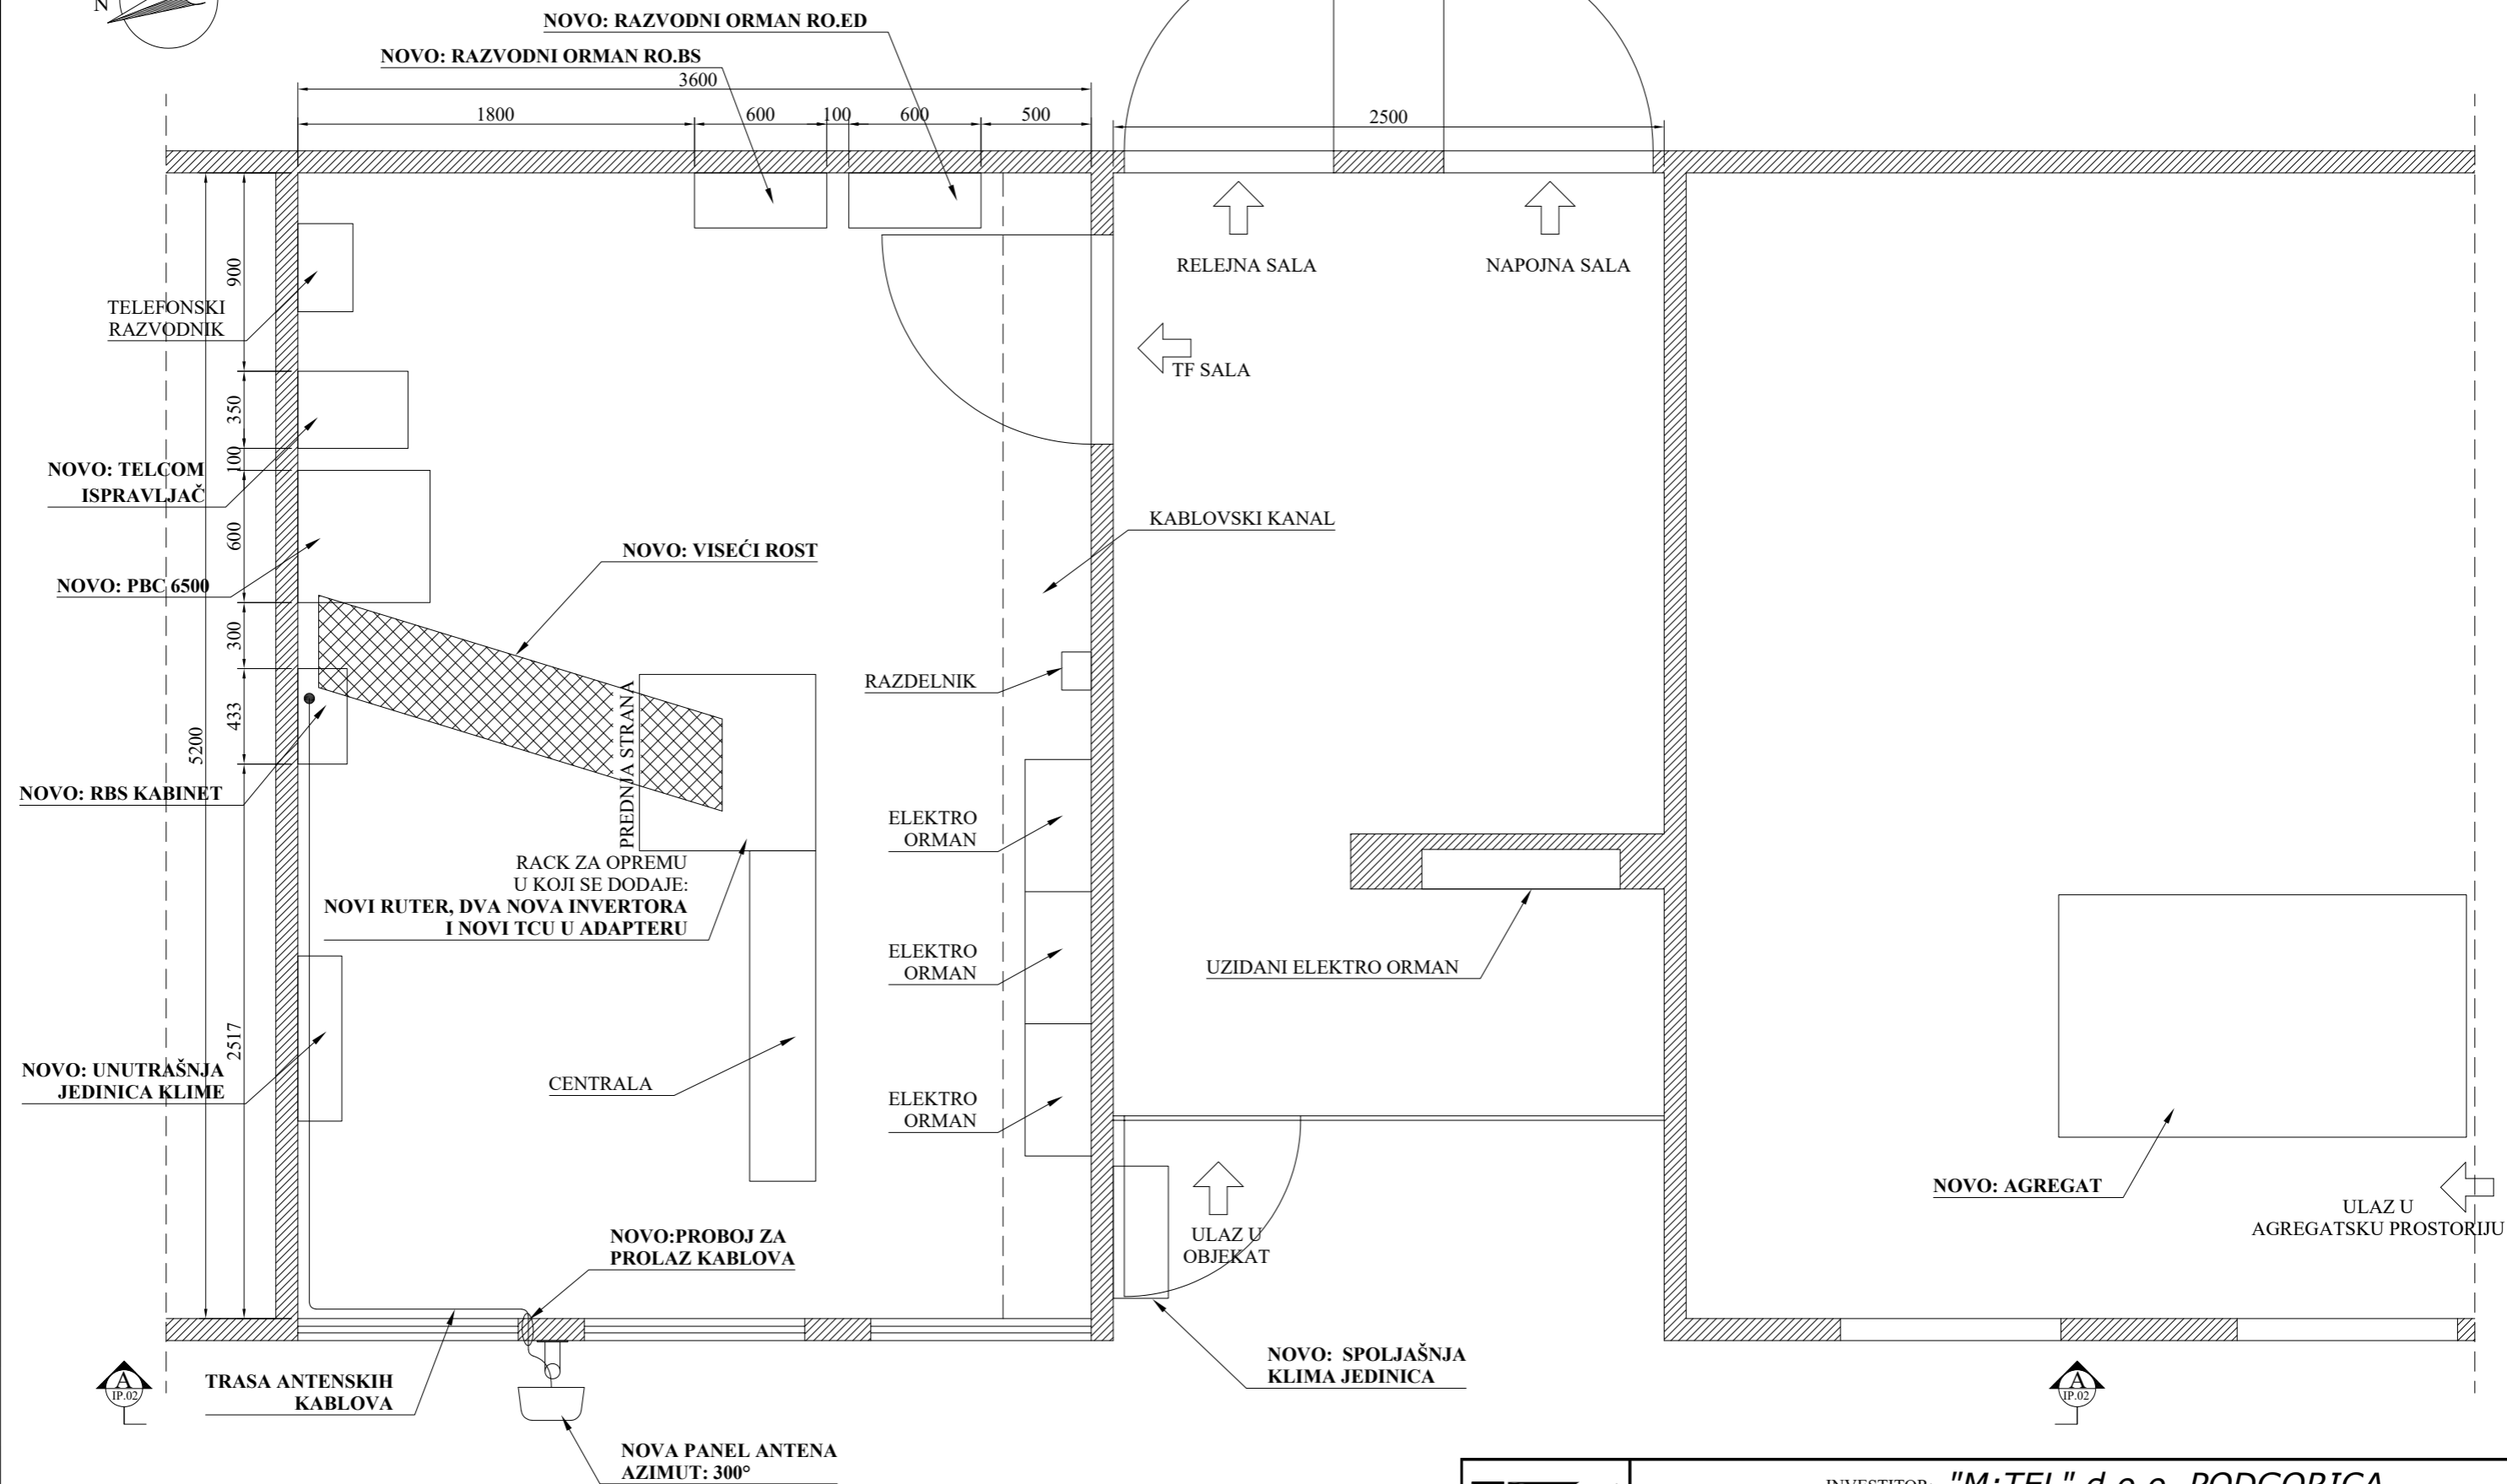 N
NOVO: RAZVODNI ORMAN RO.ED
NOVO: RAZVODNI ORMAN RO.BS
3600
1800
600
100
600
500
2500
RELEJNA SALA
NAPOJNA SALA
TF SALA
TELEFONSKI
RAZVODNIK
900
350
100
600
300
433
2517
5200
NOVO: TELCOM
ISPRAVLJAČ
NOVO: PBC 6500
NOVO: VISEĆI ROST
KABLOVSKI KANAL
RAZDELNIK
PREDNJA STRANA
NOVO: RBS KABINET
ELEKTRO
ORMAN
RACK ZA OPREMU
U KOJI SE DODAJE:
NOVI RUTER, DVA NOVA INVERTORA
I NOVI TCU U ADAPTERU
ELEKTRO
ORMAN
UZIDANI ELEKTRO ORMAN
NOVO: UNUTRAŠNJA
JEDINICA KLIME
CENTRALA
ELEKTRO
ORMAN
NOVO: AGREGAT
ULAZ U
AGREGATSKU PROSTORIJU
ULAZ U
OBJEKAT
NOVO:PROBOJ ZA
PROLAZ KABLOVA
NOVO: SPOLJAŠNJA
KLIMA JEDINICA
TRASA ANTENSKIH
KABLOVA
A
IP.02
A
IP.02
NOVA PANEL ANTENA
AZIMUT: 300°
INVESTITOR: "M:TEL" d.o.o. PODGORICA